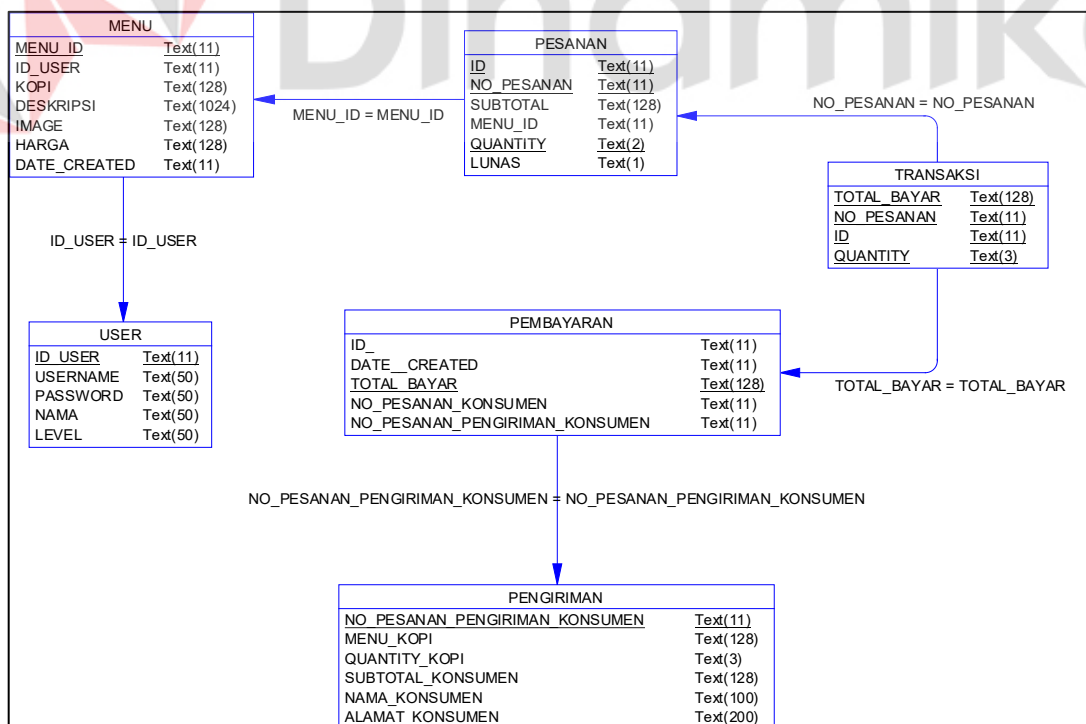 Dinamika
MENU
MENU_ID Text(11)
ID_USER Text(11)
KOPI Text(128)
DESKRIPSI Text(1024)
IMAGE Text(128)
HARGA Text(128)
DATE_CREATED Text(11)
MENU_ID = MENU_ID
PESANAN
ID Text(11)
NO_PESANAN Text(11)
SUBTOTAL Text(128)
MENU_ID Text(11)
QUANTITY Text(2)
LUNAS Text(1)
NO_PESANAN = NO_PESANAN
TRANSAKSI
TOTAL_BAYAR Text(128)
NO_PESANAN Text(11)
ID Text(11)
QUANTITY Text(3)
ID_USER = ID_USER
USER
ID_USER Text(11)
USERNAME Text(50)
PASSWORD Text(50)
NAMA Text(50)
LEVEL Text(50)
PEMBAYARAN
ID_ Text(11)
DATE__CREATED Text(11)
TOTAL_BAYAR Text(128)
NO_PESANAN_KONSUMEN Text(11)
NO_PESANAN_PENGIRIMAN_KONSUMEN Text(11)
TOTAL_BAYAR = TOTAL_BAYAR
NO_PESANAN_PENGIRIMAN_KONSUMEN = NO_PESANAN_PENGIRIMAN_KONSUMEN
PENGIRIMAN
NO_PESANAN_PENGIRIMAN_KONSUMEN Text(11)
MENU_KOPI Text(128)
QUANTITY_KOPI Text(3)
SUBTOTAL_KONSUMEN Text(128)
NAMA_KONSUMEN Text(100)
ALAMAT_KONSUMEN Text(200)